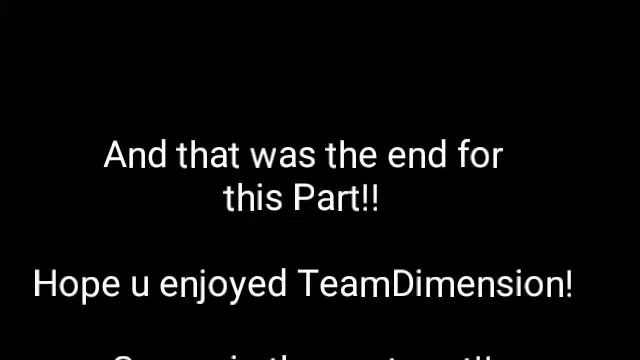 And that was the end for
this Part!!
Hope u enjoyed TeamDimension!